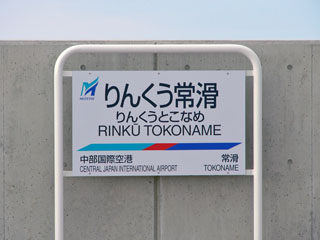 りんくう常滑
りんくうとこなめ
RINKŪ TOKONAME
中部国際空港 常滑
CENTRAL JAPAN INTERNATIONAL AIRPORT TOKONAME